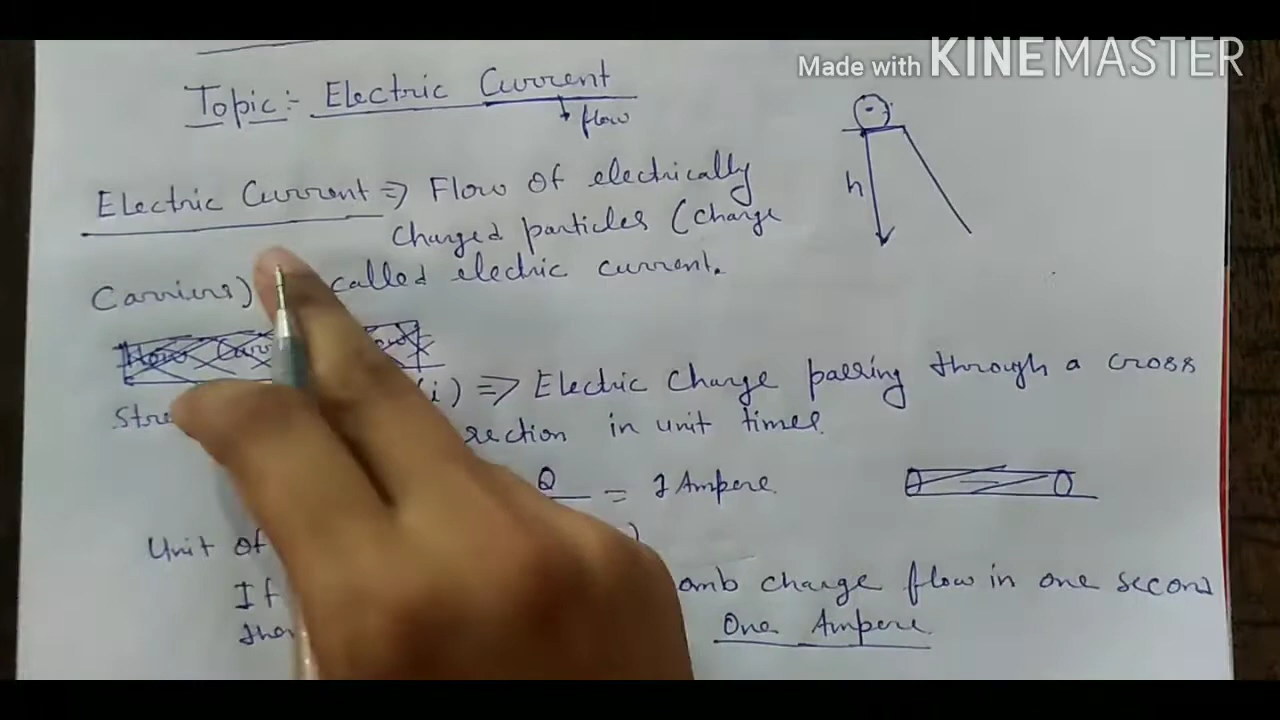 Made with KINEMASTER
Topic:- Electric Current
flow
Electric Current => Flow of electrically
charged particles (charge
h
Carriers) called electric current.
(i) => Electric Charge passing through a cross
section in unit times.
Q = 1 Ampere
Unit of
omb charge flow in one second
If
One Ampere